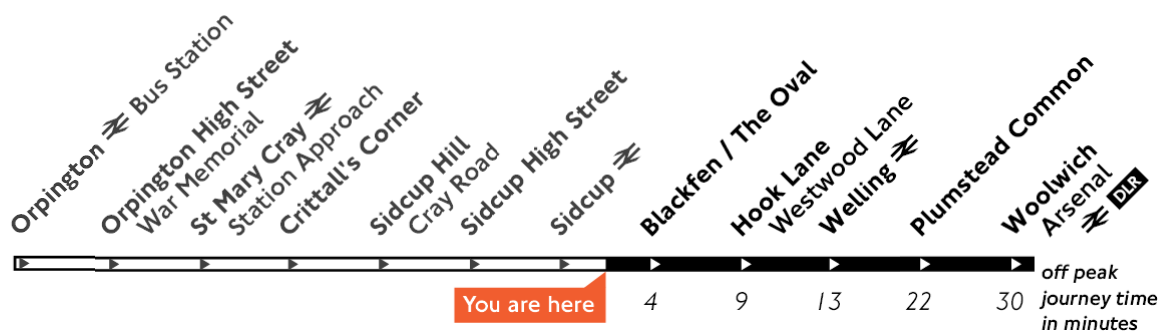 Orpington Bus Station
Orpington High Street
War Memorial
St Mary Cray
Station Approach
Crittall's Corner
Sidcup Hill
Cray Road
Sidcup High Street
Sidcup
Blackfen / The Oval
Hook Lane
Westwood Lane
Welling
Plumstead Common
Woolwich
Arsenal
DLR
You are here
4 9 13 22 30
off peak
journey time
in minutes